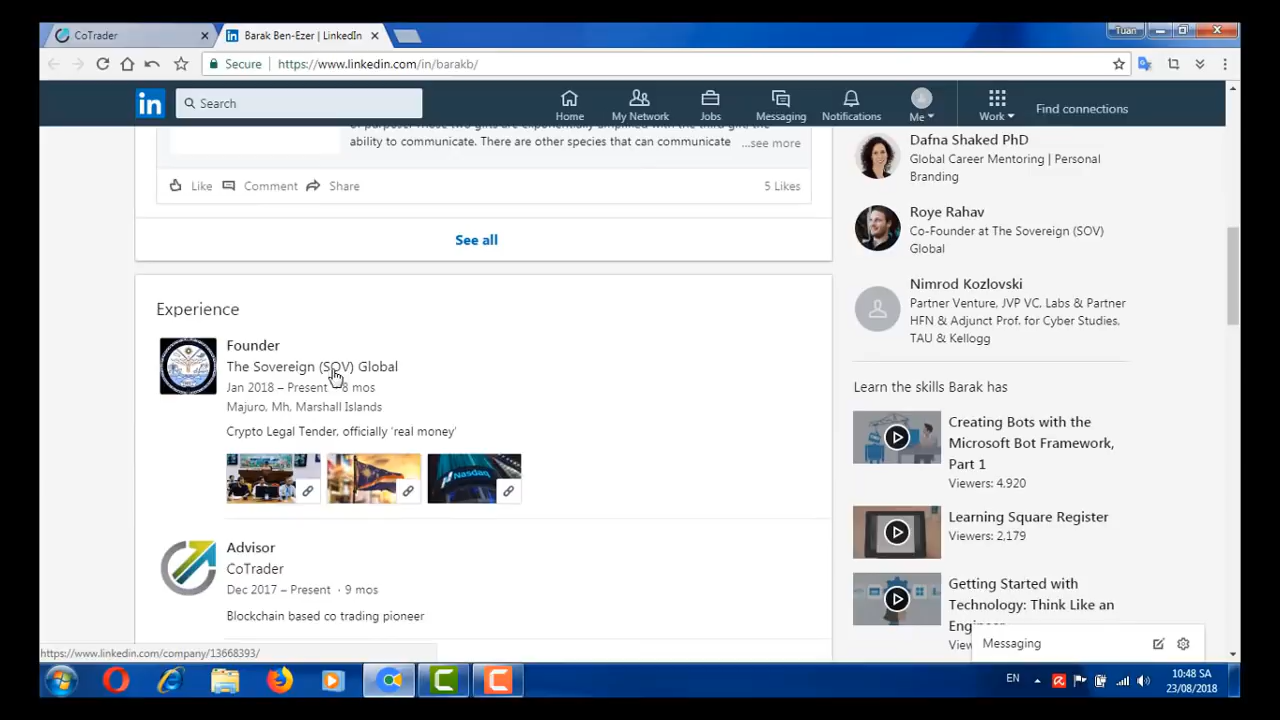 CoTrader
Barak Ben-Ezer | LinkedIn
Tuan
Secure
https://www.linkedin.com/in/barakb/
in
Search
Home
My Network
Jobs
Messaging
Notifications
Me
Work
Find connections
ability to communicate. There are other species that can communicate ...see more
Like
Comment
Share
5 Likes
See all
Experience
Founder
The Sovereign (SOV) Global
Jan 2018 – Present · 8 mos
Majuro, Mh, Marshall Islands
Crypto Legal Tender, officially 'real money'
Nasdaq
Advisor
CoTrader
Dec 2017 – Present · 9 mos
Blockchain based co trading pioneer
Dafna Shaked PhD
Global Career Mentoring | Personal
Branding
Roye Rahav
Co-Founder at The Sovereign (SOV)
Global
Nimrod Kozlovski
Partner Venture, JVP VC, Labs & Partner
HFN & Adjunct Prof. for Cyber Studies,
TAU & Kellogg
Learn the skills Barak has
Creating Bots with the
Microsoft Bot Framework,
Part 1
Viewers: 4,920
Learning Square Register
Viewers: 2,179
Getting Started with
Technology: Think Like an
Messaging
https://www.linkedin.com/company/13668393/
EN
10:48 SA
23/08/2018